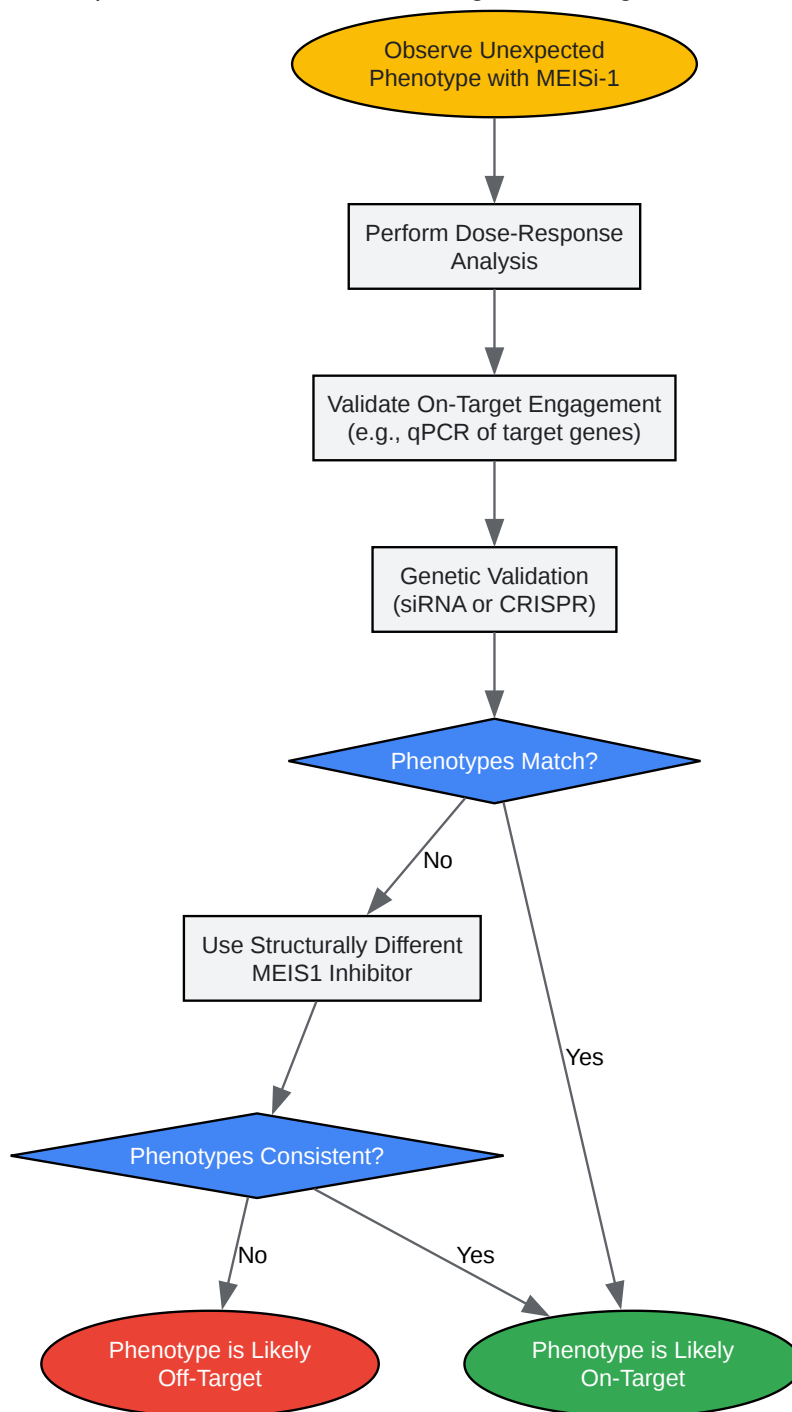 Observe Unexpected
Phenotype with MEISi-1
Perform Dose-Response
Analysis
Validate On-Target Engagement
(e.g., qPCR of target genes)
Genetic Validation
(siRNA or CRISPR)
Phenotypes Match?
No
Use Structurally Different
MEIS1 Inhibitor
Yes
Phenotypes Consistent?
No
Yes
Phenotype is Likely
Off-Target
Phenotype is Likely
On-Target